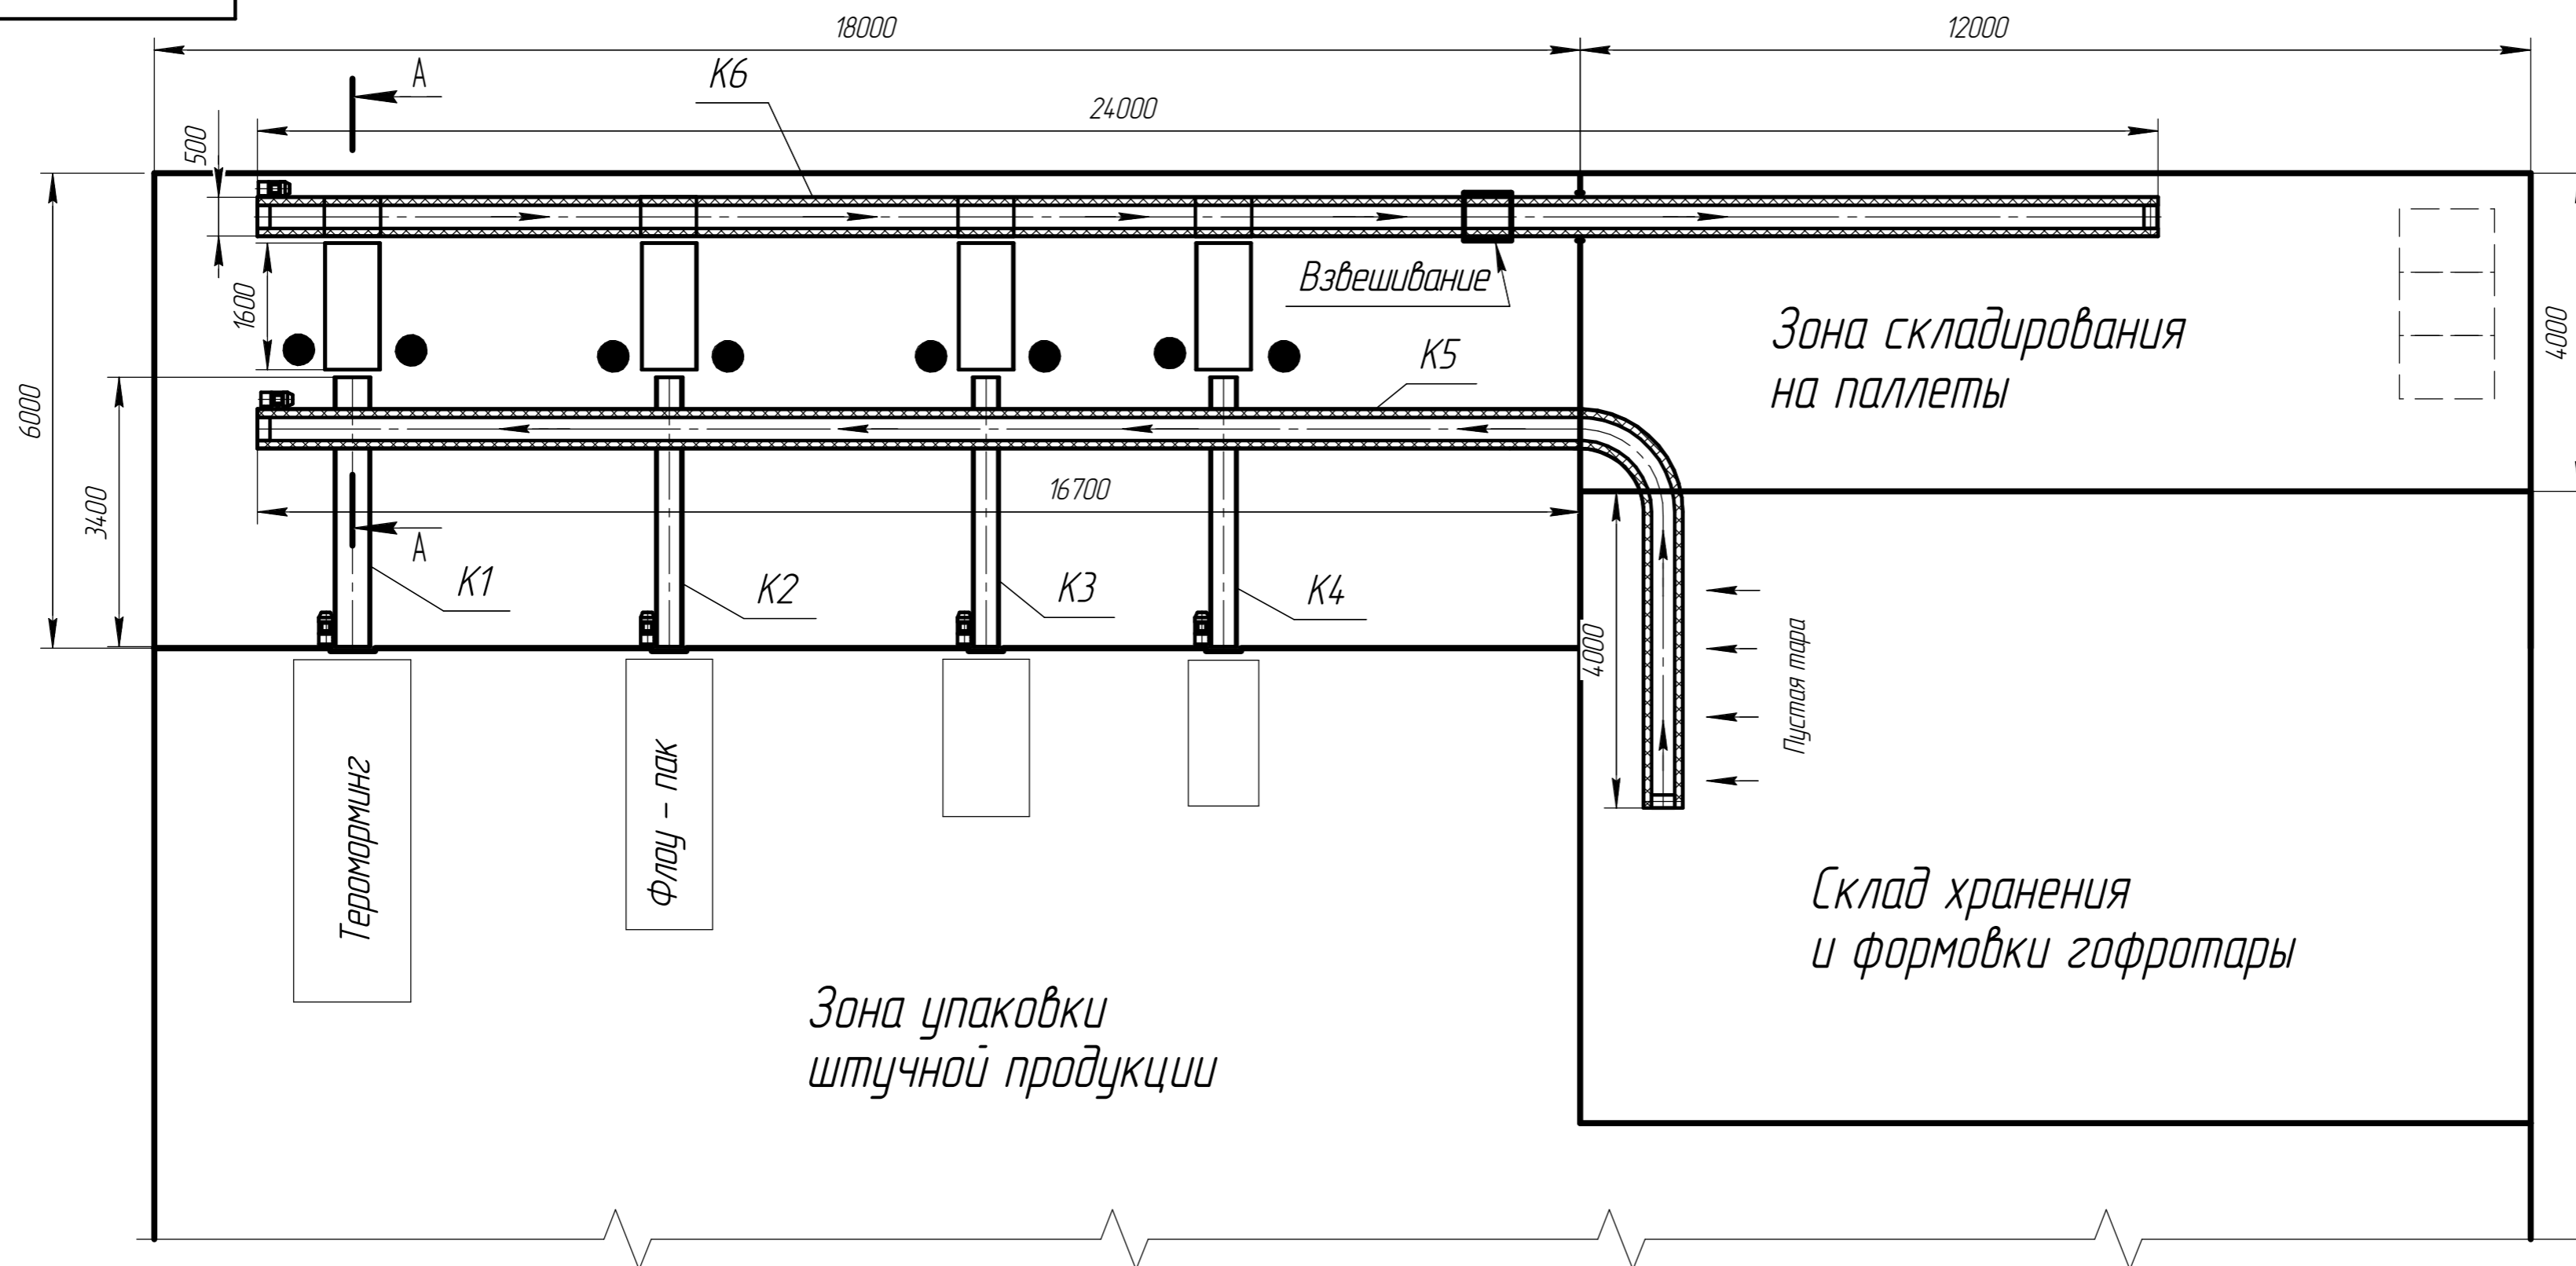 18000
12000
А
К6
24000
500
Взвешивание
1600
Зона складирования
на паллеты
4000
К5
6000
3400
16700
А
К1
К2
К3
К4
4000
Пустая тара
Термоформинг
Флоу - пак
Склад хранения
и формовки гофротары
Зона упаковки
штучной продукции